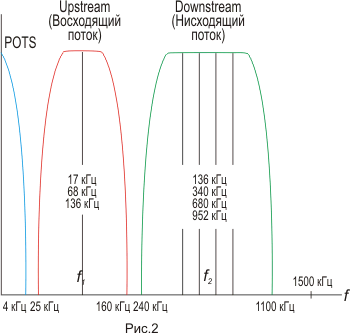 Upstream
(Восходящий
поток)
Downstream
(Нисходящий
поток)
POTS
17 кГц
68 кГц
136 кГц
136 кГц
340 кГц
680 кГц
952 кГц
f1
f2
1500 кГц
f
4 кГц 25 кГц 160 кГц 240 кГц 1100 кГц
Рис.2